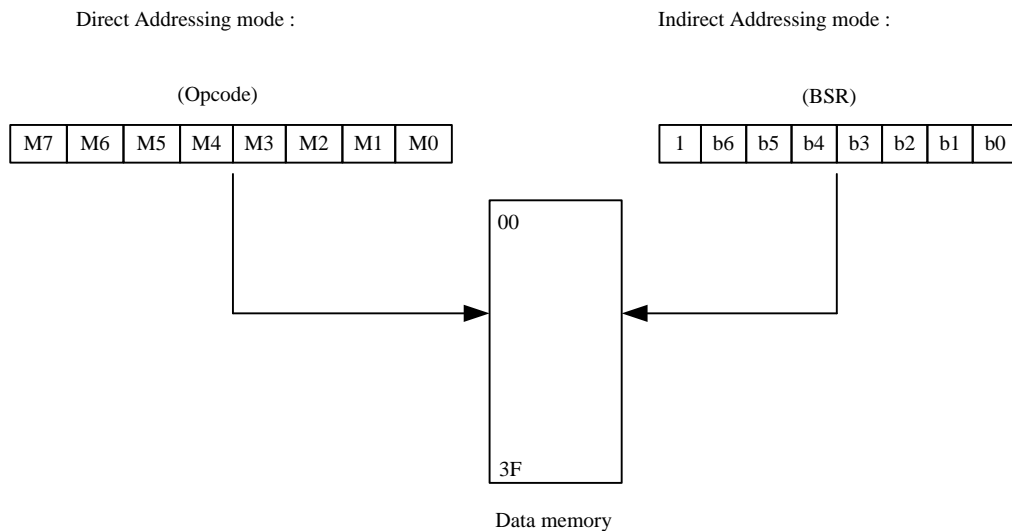 Direct Addressing mode : Indirect Addressing mode :
(Opcode) (BSR)
M7 M6 M5 M4 M3 M2 M1 M0 1 b6 b5 b4 b3 b2 b1 b0
00
3F
Data memory